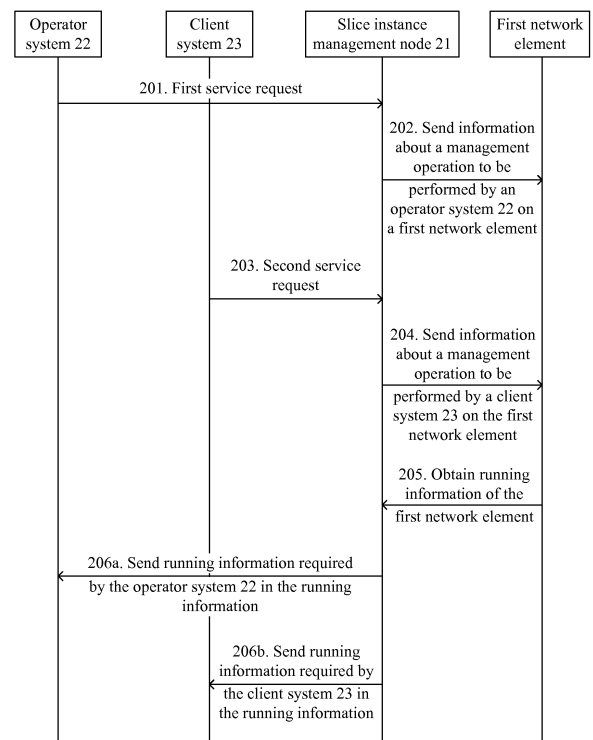 Operator
system 22
Client
system 23
Slice instance
management node 21
First network
element
201. First service request
202. Send information
about a management
operation to be
performed by an
operator system 22 on
a first network element
203. Second service
request
204. Send information
about a management
operation to be
performed by a client
system 23 on the first
network element
205. Obtain running
information of the
first network element
206a. Send running information required
by the operator system 22 in the running
information
206b. Send running
information required by
the client system 23 in
the running information